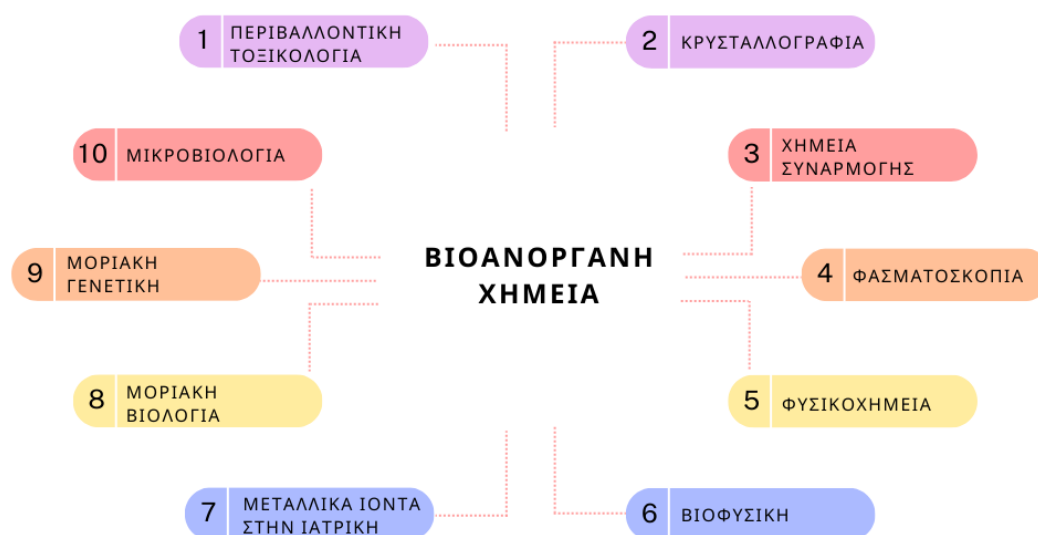 1 ΠΕΡΙΒΑΛΛΟΝΤΙΚΗ
ΤΟΞΙΚΟΛΟΓΙΑ
2 ΚΡΥΣΤΑΛΛΟΓΡΑΦΙΑ
10 ΜΙΚΡΟΒΙΟΛΟΓΙΑ
3 ΧΗΜΕΙΑ
ΣΥΝΑΡΜΟΓΗΣ
ΒΙΟΑΝΟΡΓΑΝΗ
ΧΗΜΕΙΑ
9 ΜΟΡΙΑΚΗ
ΓΕΝΕΤΙΚΗ
4 ΦΑΣΜΑΤΟΣΚΟΠΙΑ
8 ΜΟΡΙΑΚΗ
ΒΙΟΛΟΓΙΑ
5 ΦΥΣΙΚΟΧΗΜΕΙΑ
7 ΜΕΤΑΛΛΙΚΑ ΙΟΝΤΑ
ΣΤΗΝ ΙΑΤΡΙΚΗ
6 ΒΙΟΦΥΣΙΚΗ